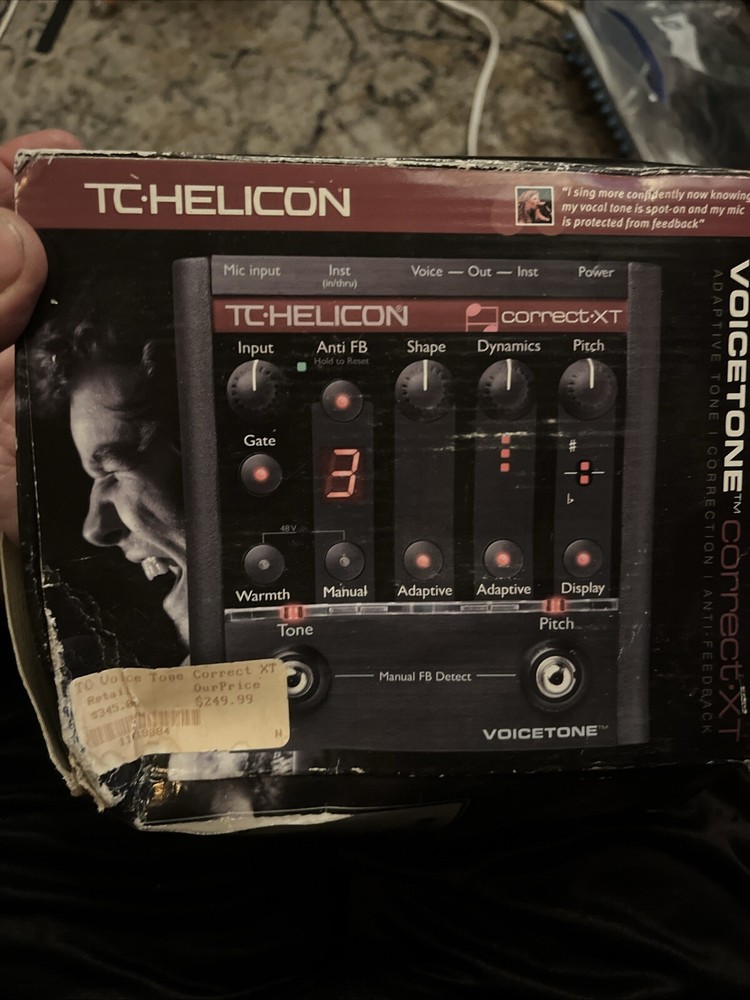 TC·HELICON
"I sing more confidently now knowing
my vocal tone is spot-on and my mic
is protected from feedback"
Mic input
Inst
(in/thru)
Voice — Out — Inst
Power
TC·HELICON®
correct·XT
Input
Anti FB
Hold to Reset
Shape
Dynamics
Pitch
Gate
3
#
♭
48V
Warmth
Manual
Adaptive
Adaptive
Display
Tone
Pitch
Manual FB Detect
VOICETONE™
TC Voice Tone Correct XT
Retail
OurPrice
$249.99
N
VOICETONE™ correct·XT
ADAPTIVE TONE | CORRECTION | ANTI-FEEDBACK